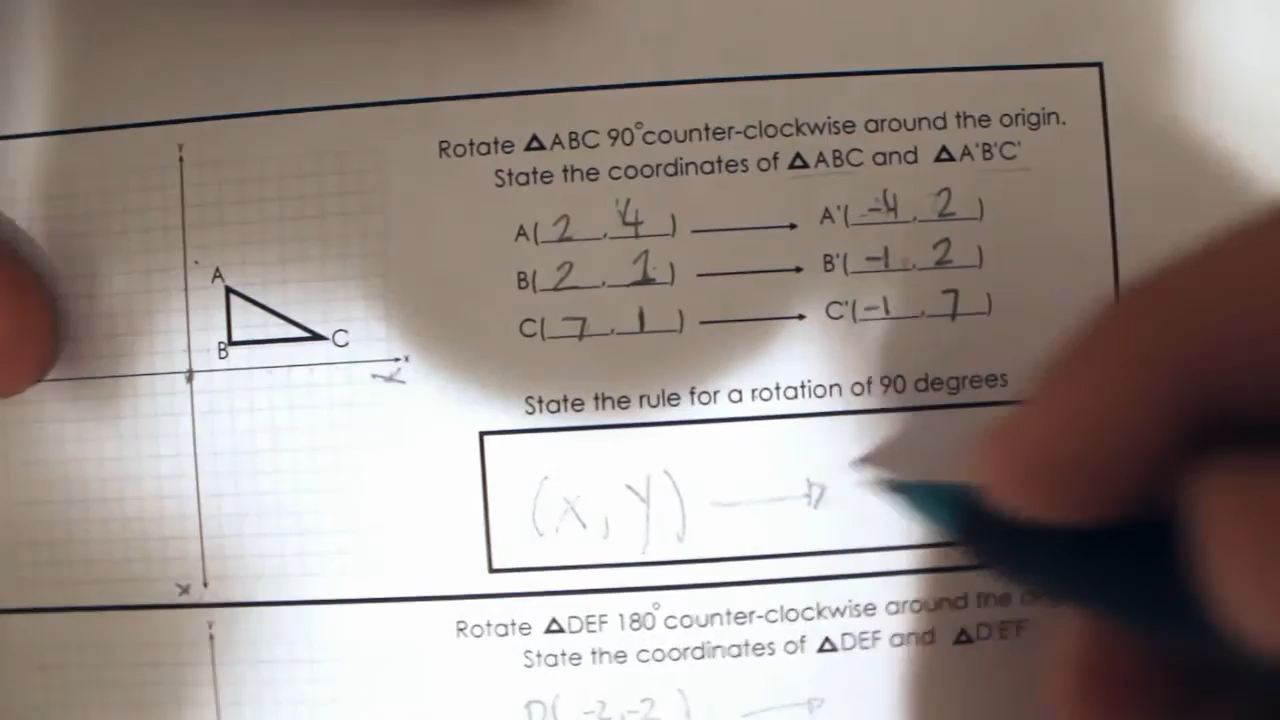 Rotate △ABC 90° counter-clockwise around the origin.
State the coordinates of △ABC and △A'B'C'
A(2, 4) ⟶ A'(-4, 2)
B(2, 1) ⟶ B'(-1, 2)
C(7, 1) ⟶ C'(-1, 7)
y
A
B
C
x
State the rule for a rotation of 90 degrees
(x, y) ⟶
x
Rotate △DEF 180° counter-clockwise around the
State the coordinates of △DEF and
y
D(-2,-2) ⟶